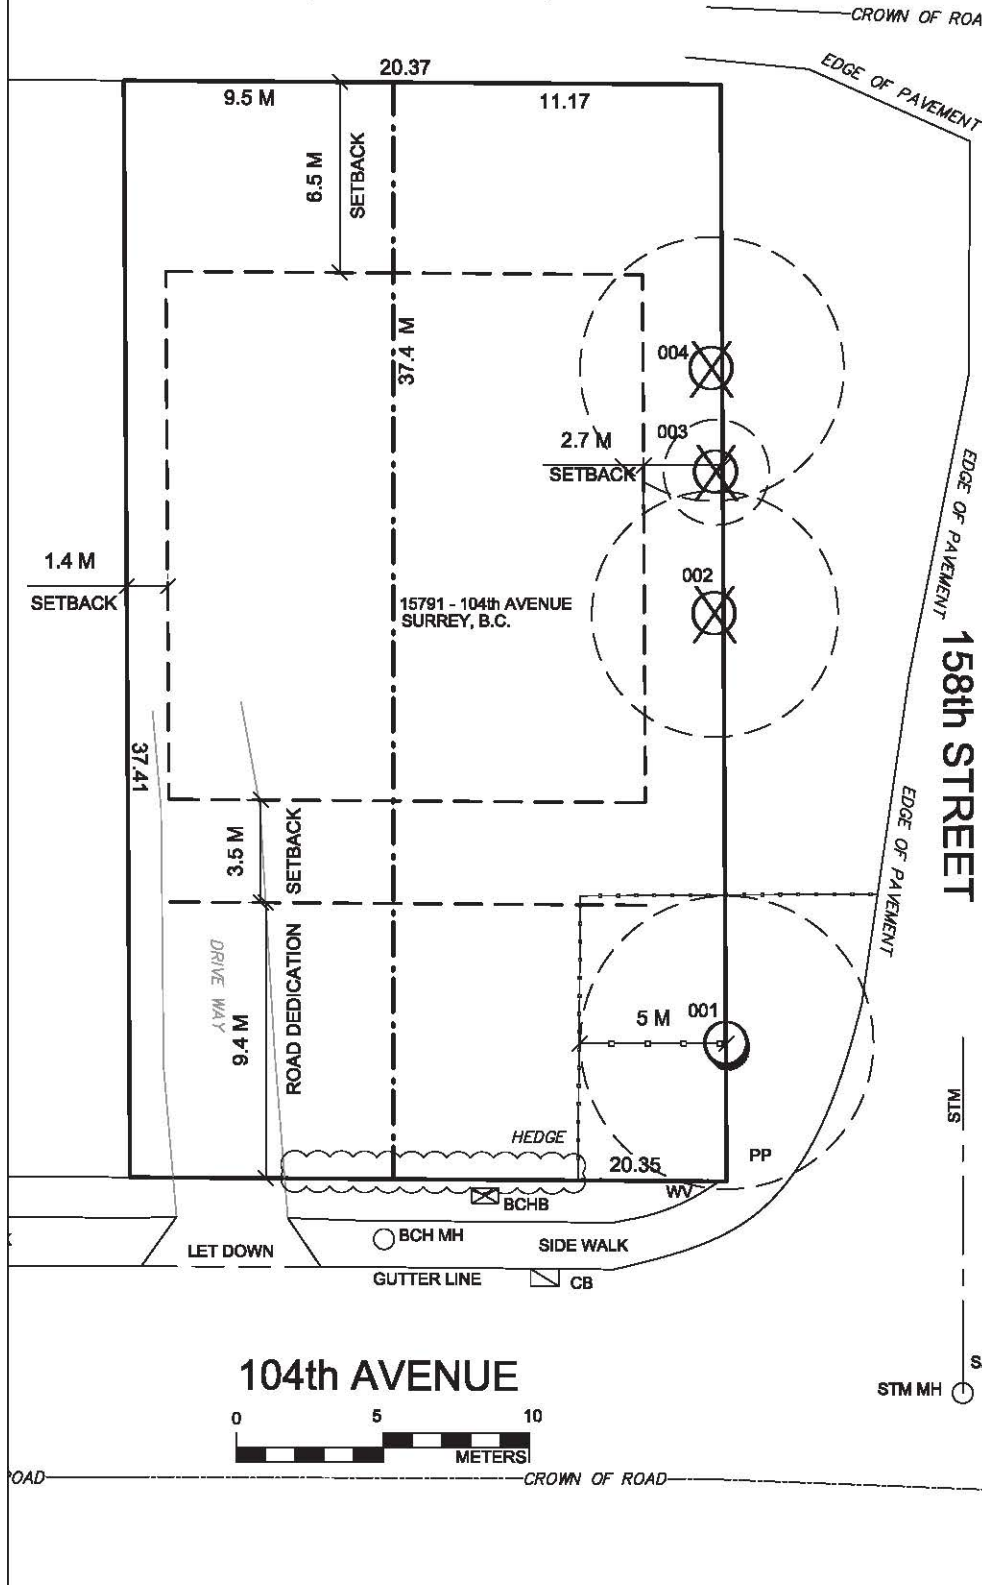 CROWN OF ROA
20.37
9.5 M
11.17
EDGE OF PAVEMENT
6.5 M
SETBACK
37.4 M
004
003
2.7 M
SETBACK
EDGE OF PAVEMENT
1.4 M
SETBACK
002
15791 - 104th AVENUE
SURREY, B.C.
158th STREET
37.41
3.5 M
SETBACK
EDGE OF PAVEMENT
DRIVE WAY
9.4 M
ROAD DEDICATION
5 M
001
STM
HEDGE
20.35
PP
WV
BCHB
LET DOWN
BCH MH
SIDE WALK
GUTTER LINE
CB
104th AVENUE
S
STM MH
0 5 10
METERS
OAD
CROWN OF ROAD